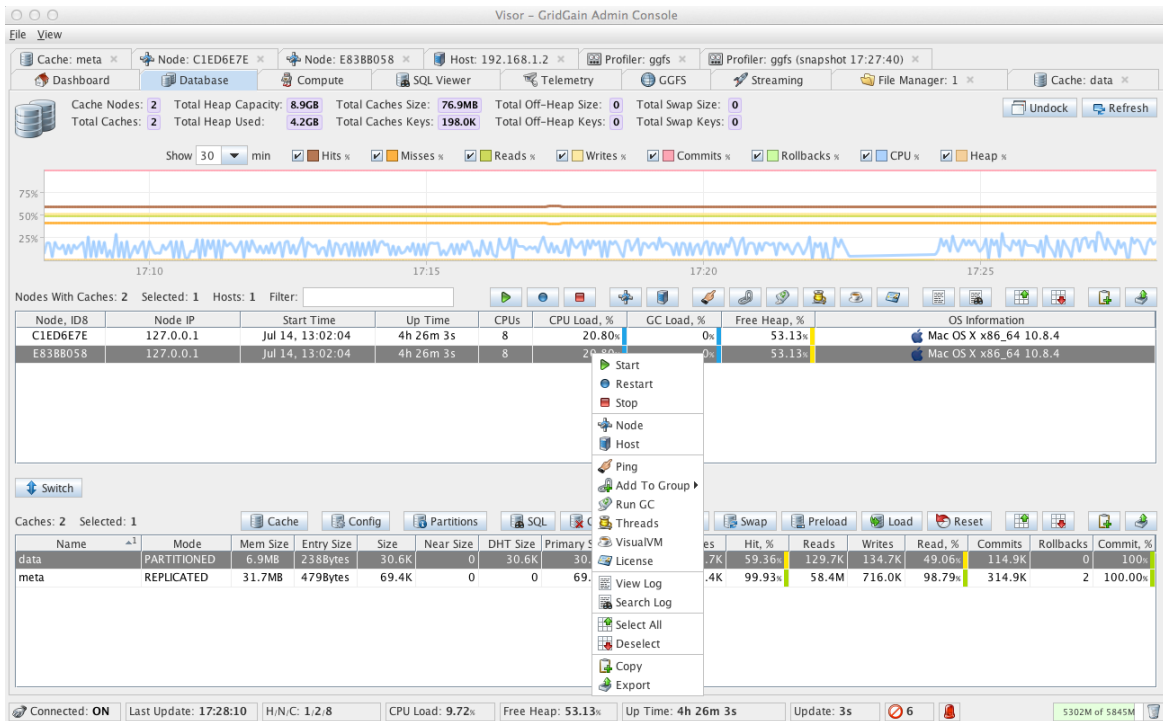 Visor – GridGain Admin Console
File View
Cache: meta × Node: C1ED6E7E × Node: E83BB058 × Host: 192.168.1.2 × Profiler: ggfs × Profiler: ggfs (snapshot 17:27:40) ×
Dashboard Database Compute SQL Viewer Telemetry GGFS Streaming File Manager: 1 × Cache: data ×
Cache Nodes: 2 Total Heap Capacity: 8.9GB Total Caches Size: 76.9MB Total Off-Heap Size: 0 Total Swap Size: 0
Undock Refresh
Total Caches: 2 Total Heap Used: 4.2GB Total Caches Keys: 198.0K Total Off-Heap Keys: 0 Total Swap Keys: 0
Show 30 min Hits % Misses % Reads % Writes % Commits % Rollbacks % CPU % Heap %
75%
50%
25%
17:10 17:15 17:20 17:25
Nodes With Caches: 2 Selected: 1 Hosts: 1 Filter:
Node, ID8 Node IP Start Time Up Time CPUs CPU Load, % GC Load, % Free Heap, % OS Information
C1ED6E7E 127.0.0.1 Jul 14, 13:02:04 4h 26m 3s 8 20.80% 0% 53.13% Mac OS X x86_64 10.8.4
E83BB058 127.0.0.1 Jul 14, 13:02:04 4h 26m 3s 8 20.80% 0% 53.13% Mac OS X x86_64 10.8.4
Start
Restart
Stop
Node
Host
Ping
Add To Group
Run GC
Threads
VisualVM
License
View Log
Search Log
Select All
Deselect
Copy
Export
Switch
Caches: 2 Selected: 1 Cache Config Partitions SQL Swap Preload Load Reset
Name 1 Mode Mem Size Entry Size Size Near Size DHT Size Primary Hit, % Reads Writes Read, % Commits Rollbacks Commit, %
data PARTITIONED 6.9MB 238Bytes 30.6K 0 30.6K 30. .7K 59.36% 129.7K 134.7K 49.06% 114.9K 0 100%
meta REPLICATED 31.7MB 479Bytes 69.4K 0 0 69. .4K 99.93% 58.4M 716.0K 98.79% 314.9K 2 100.00%
Connected: ON Last Update: 17:28:10 H/N/C: 1/2/8 CPU Load: 9.72% Free Heap: 53.13% Up Time: 4h 26m 3s Update: 3s 6 5302M of 5845M